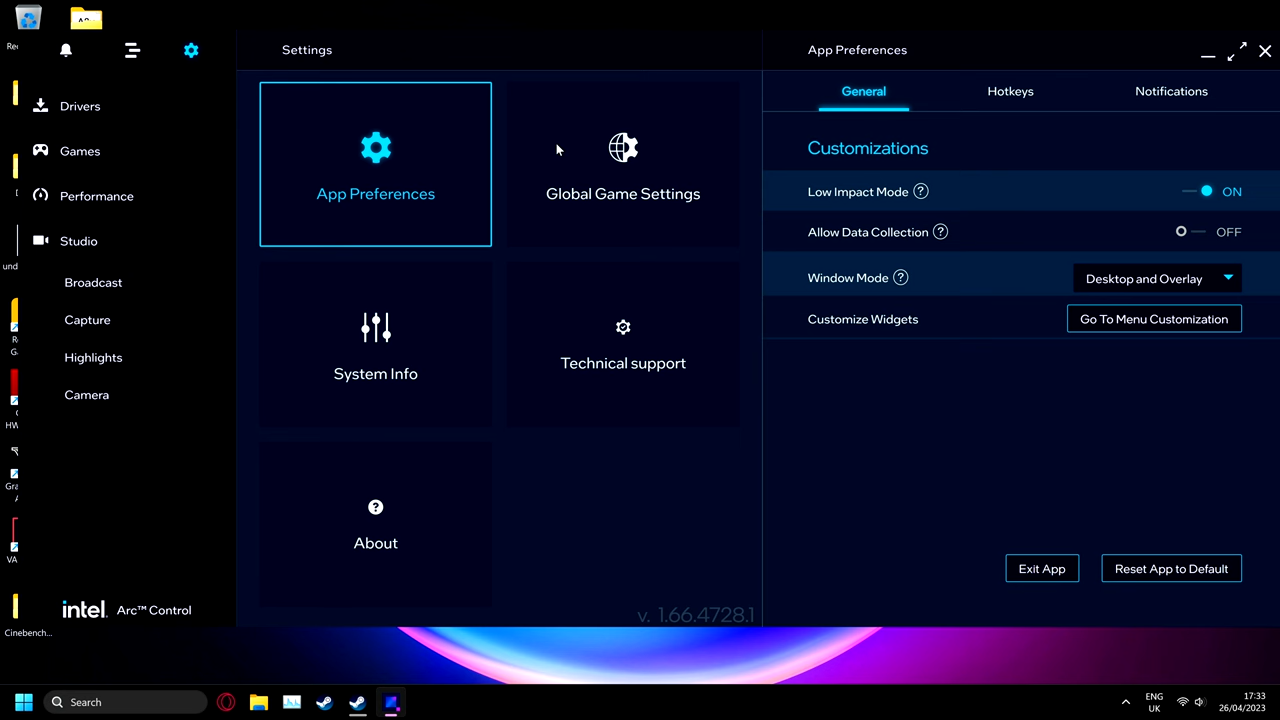 Settings
App Preferences
Drivers
Games
Performance
Studio
Broadcast
Capture
Highlights
Camera
intel. Arc™ Control
App Preferences
Global Game Settings
System Info
Technical support
About
v. 1.66.4728.1
General
Hotkeys
Notifications
Customizations
Low Impact Mode ? ON
Allow Data Collection ? OFF
Window Mode ? Desktop and Overlay
Customize Widgets Go To Menu Customization
Exit App
Reset App to Default
Cinebench...
Search
ENG
UK
17:33
26/04/2023